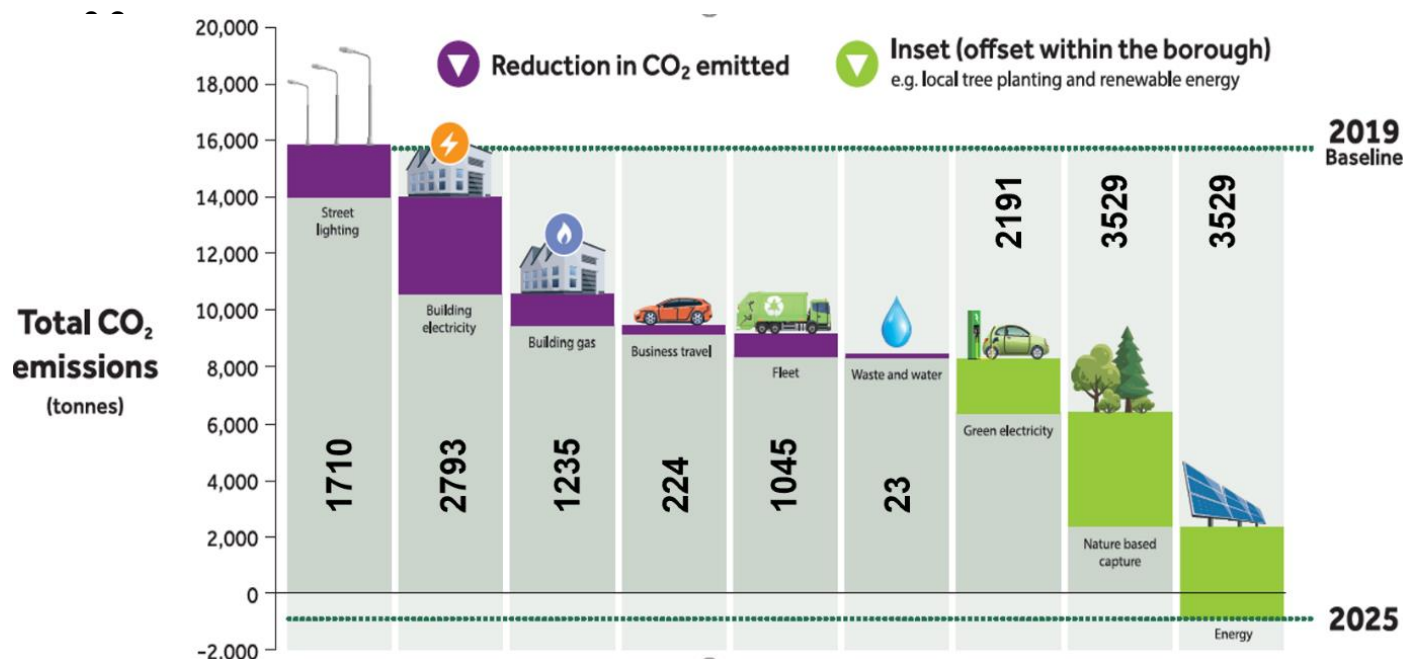 20,000
18,000
16,000
14,000
12,000
10,000
8,000
6,000
4,000
2,000
0
-2,000
Total CO₂
emissions
(tonnes)
Reduction in CO₂ emitted
Inset (offset within the borough)
e.g. local tree planting and renewable energy
2019
Baseline
2025
Street
lighting
1710
Building
electricity
2793
Building gas
1235
Business travel
224
Fleet
1045
Waste and water
23
2191
Green electricity
3529
Nature based
capture
3529
Energy